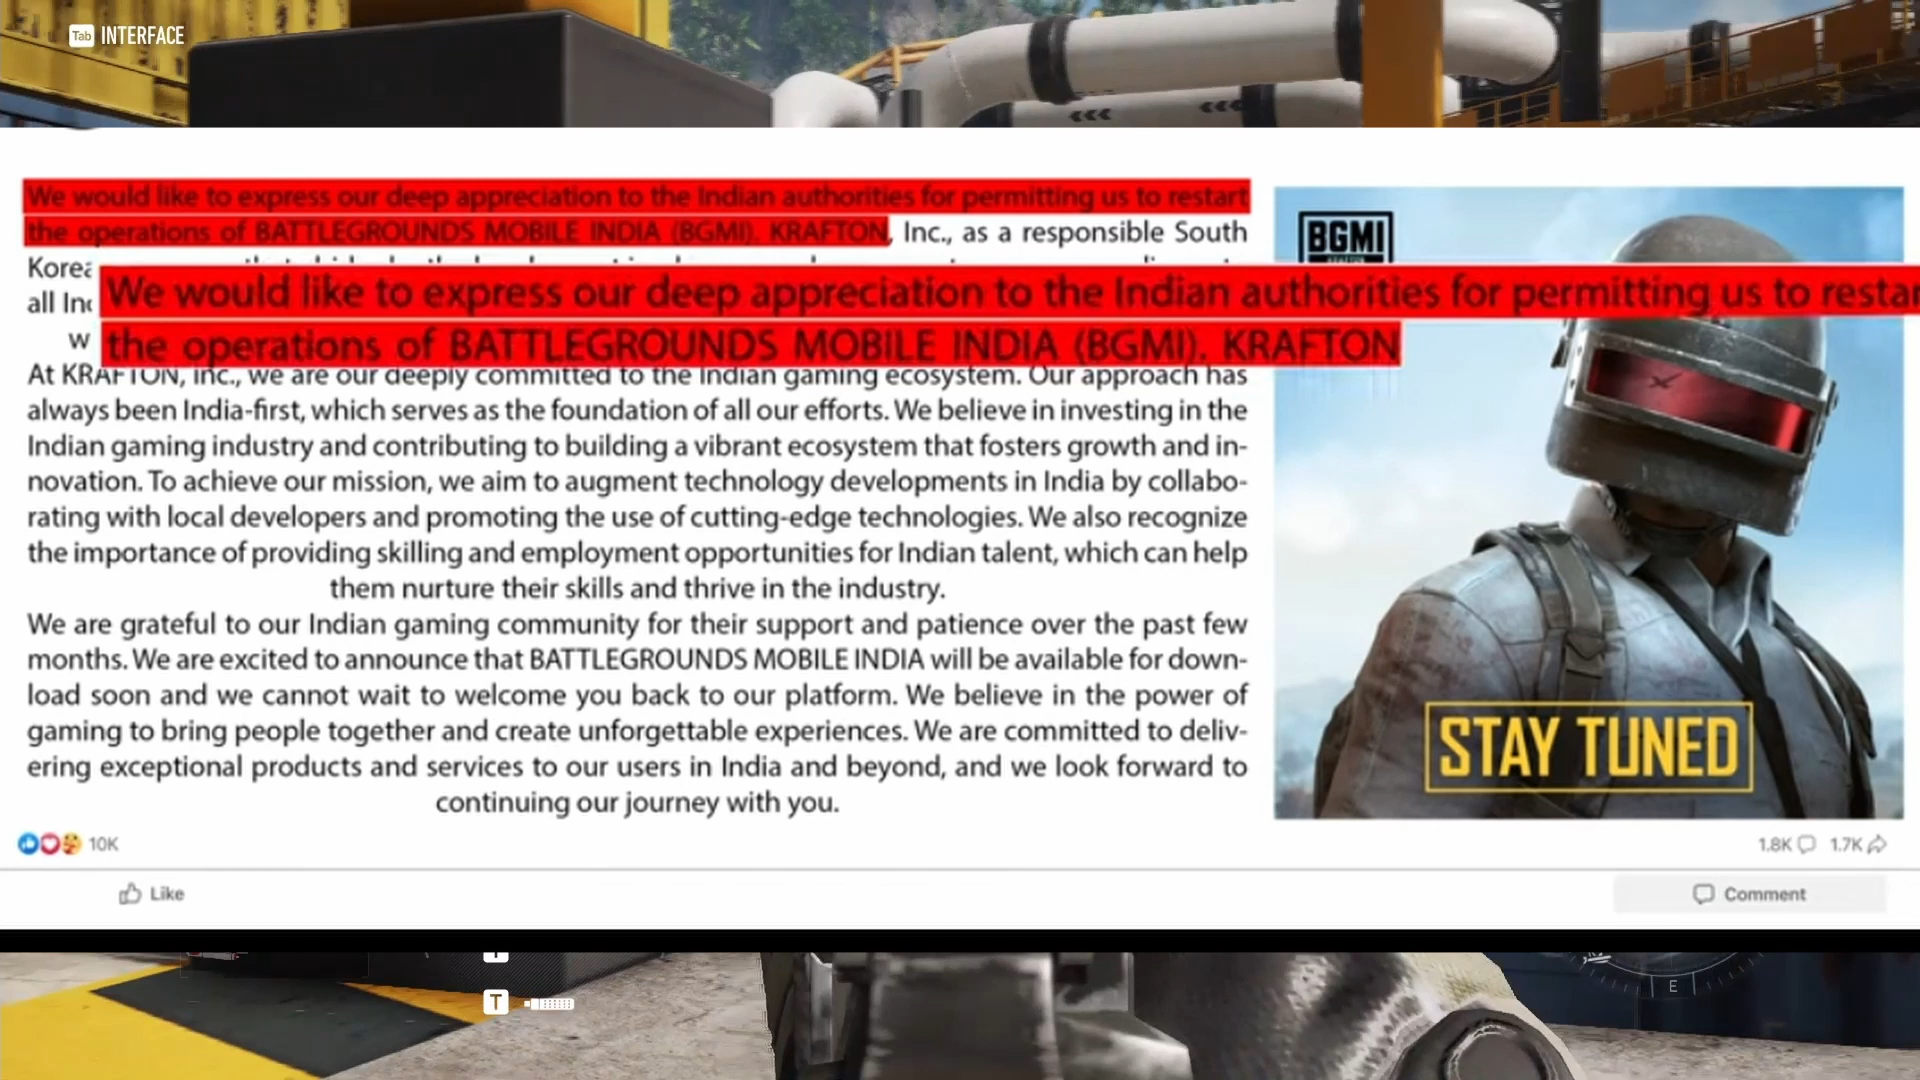 Tab INTERFACE
We would like to express our deep appreciation to the Indian authorities for permitting us to restart
the operations of BATTLEGROUNDS MOBILE INDIA (BGMI). KRAFTON, Inc., as a responsible South
BGMI
We would like to express our deep appreciation to the Indian authorities for permitting us to restar
the operations of BATTLEGROUNDS MOBILE INDIA (BGMI). KRAFTON
all
At KRAFTON, Inc., we are our deeply committed to the Indian gaming ecosystem. Our approach has
always been India-first, which serves as the foundation of all our efforts. We believe in investing in the
Indian gaming industry and contributing to building a vibrant ecosystem that fosters growth and in-
novation. To achieve our mission, we aim to augment technology developments in India by collabo-
rating with local developers and promoting the use of cutting-edge technologies. We also recognize
the importance of providing skilling and employment opportunities for Indian talent, which can help
them nurture their skills and thrive in the industry.
We are grateful to our Indian gaming community for their support and patience over the past few
months. We are excited to announce that BATTLEGROUNDS MOBILE INDIA will be available for down-
load soon and we cannot wait to welcome you back to our platform. We believe in the power of
gaming to bring people together and create unforgettable experiences. We are committed to deliv-
ering exceptional products and services to our users in India and beyond, and we look forward to
continuing our journey with you.
STAY TUNED
10K
1.8K 1.7K
Like
Comment
T
E